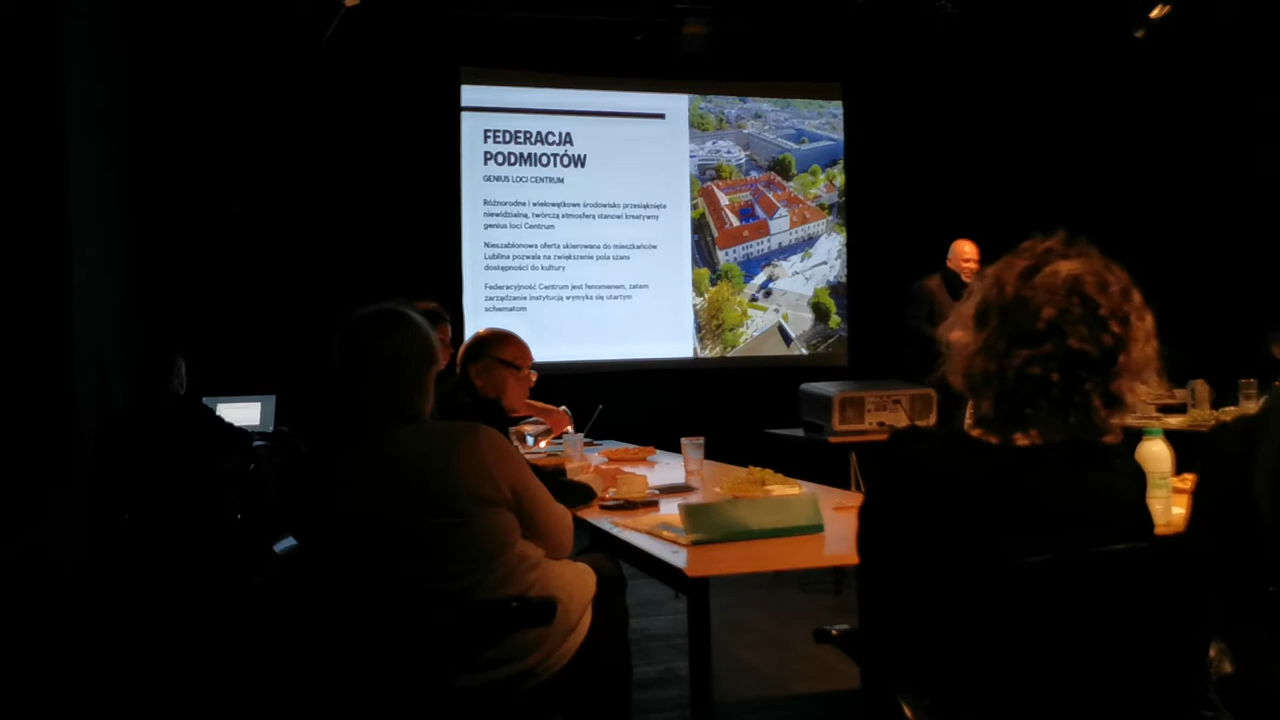 FEDERACJA
PODMIOTÓW
GENIUS LOCI CENTRUM
Różnorodne i wielowątkowe środowisko przesiąknięte
niewidzialną, twórczą atmosferą stanowi kreatywny
genius loci Centrum
Nieszablonowa oferta skierowana do mieszkańców
Lublina pozwala na zwiększenie pola szans
dostępności do kultury
Federacyjność Centrum jest fenomenem, zatem
zarządzanie instytucją wymyka się utartym
schematom